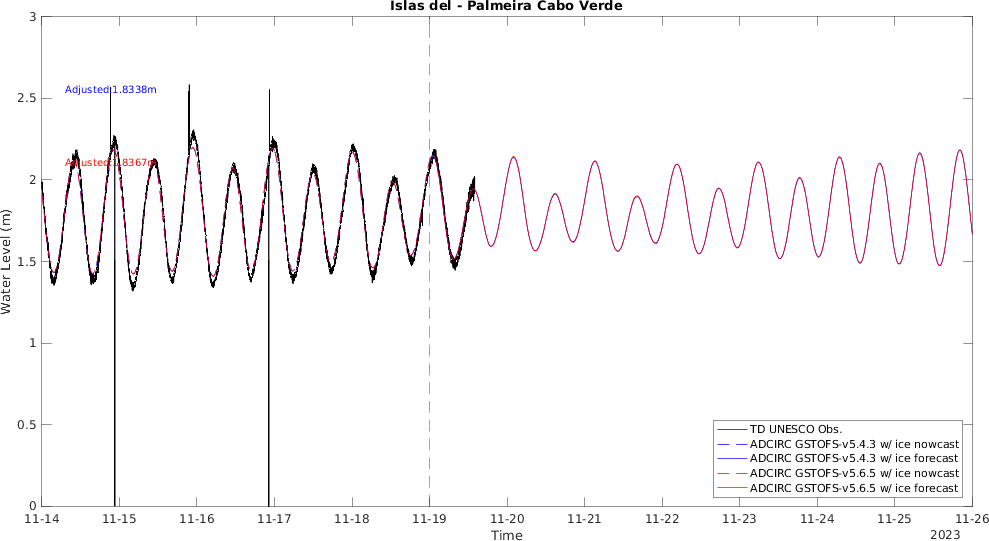 Islas del - Palmeira Cabo Verde
3
2.5
2
1.5
1
0.5
0
Water Level (m)
Adjusted:1.8338m
Adjusted:1.8367m
TD UNESCO Obs.
ADCIRC GSTOFS-v5.4.3 w/ ice nowcast
ADCIRC GSTOFS-v5.4.3 w/ ice forecast
ADCIRC GSTOFS-v5.6.5 w/ ice nowcast
ADCIRC GSTOFS-v5.6.5 w/ ice forecast
11-14 11-15 11-16 11-17 11-18 11-19 11-20 11-21 11-22 11-23 11-24 11-25 11-26
Time
2023